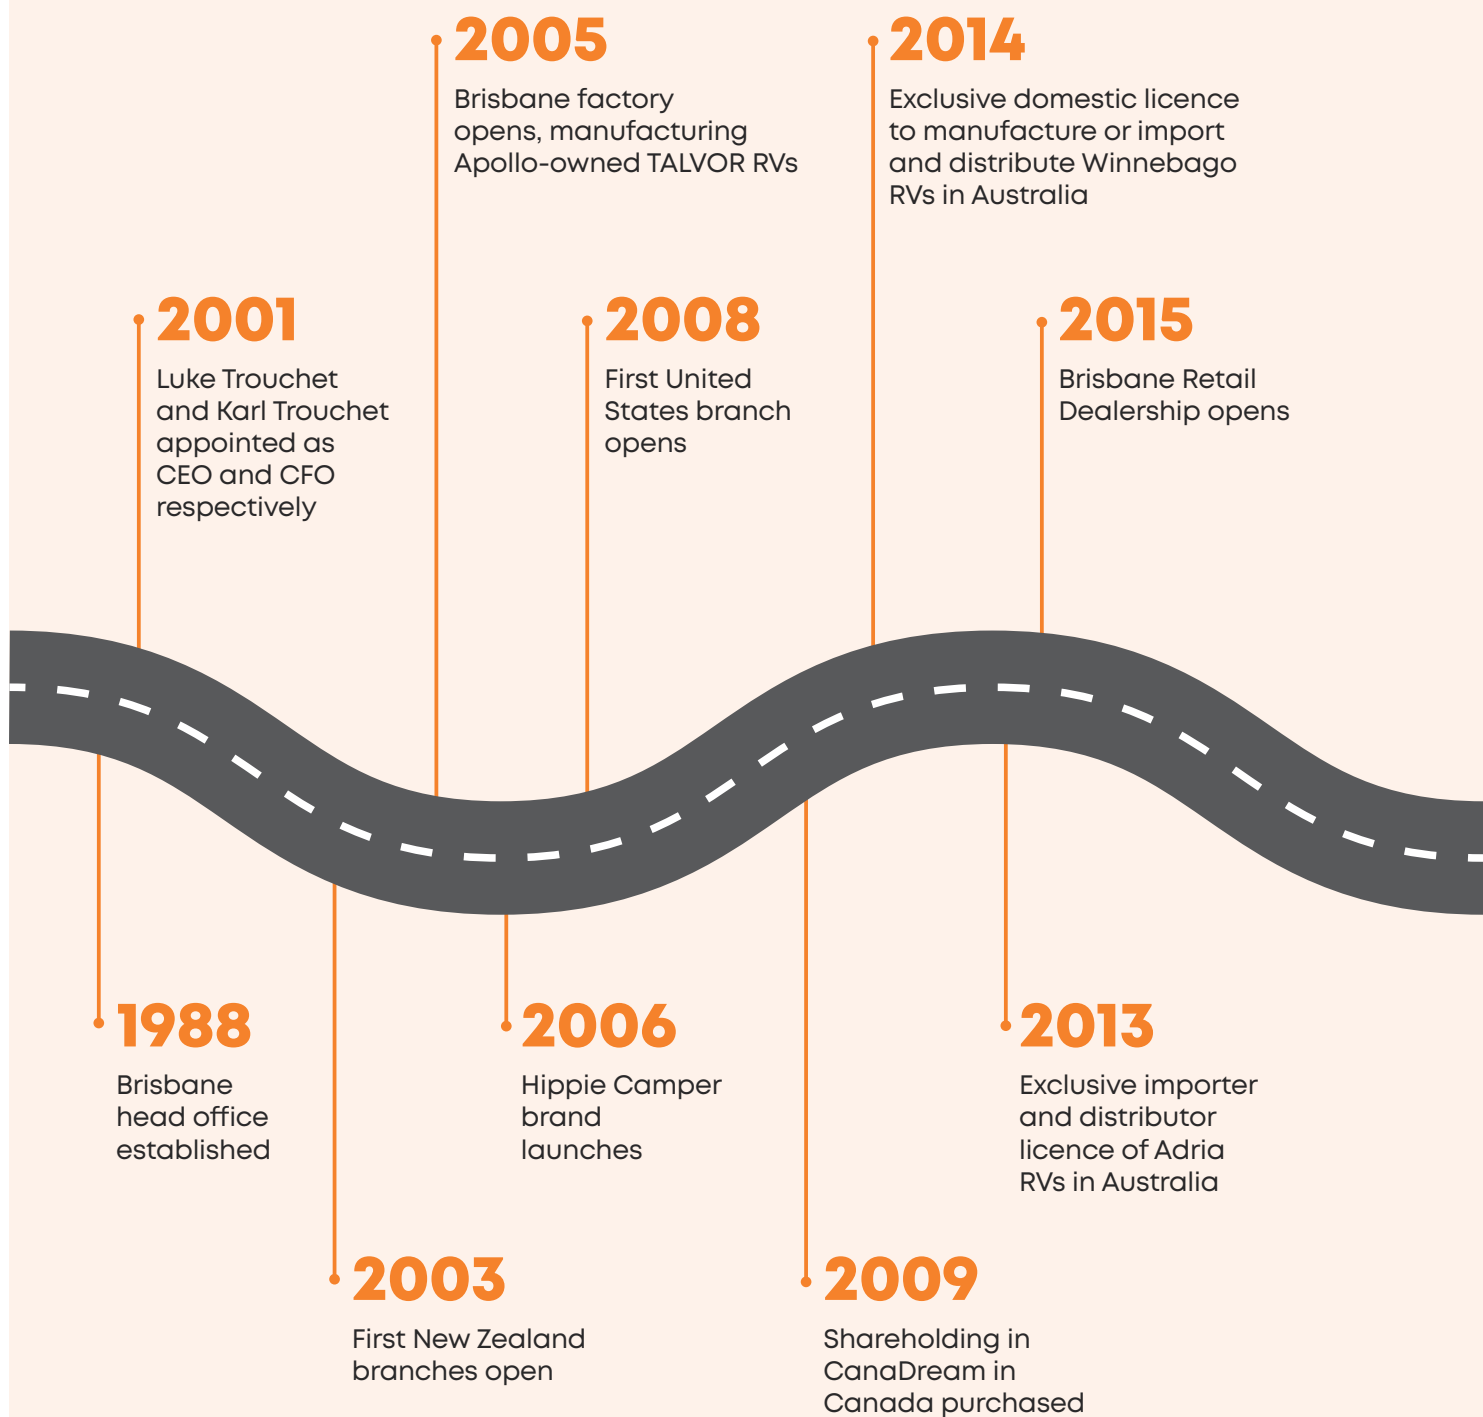 2005
Brisbane factory
opens, manufacturing
Apollo-owned TALVOR RVs
2014
Exclusive domestic licence
to manufacture or import
and distribute Winnebago
RVs in Australia
2001
Luke Trouchet
and Karl Trouchet
appointed as
CEO and CFO
respectively
2008
First United
States branch
opens
2015
Brisbane Retail
Dealership opens
1988
Brisbane
head office
established
2006
Hippie Camper
brand
launches
2013
Exclusive importer
and distributor
licence of Adria
RVs in Australia
2003
First New Zealand
branches open
2009
Shareholding in
CanaDream in
Canada purchased